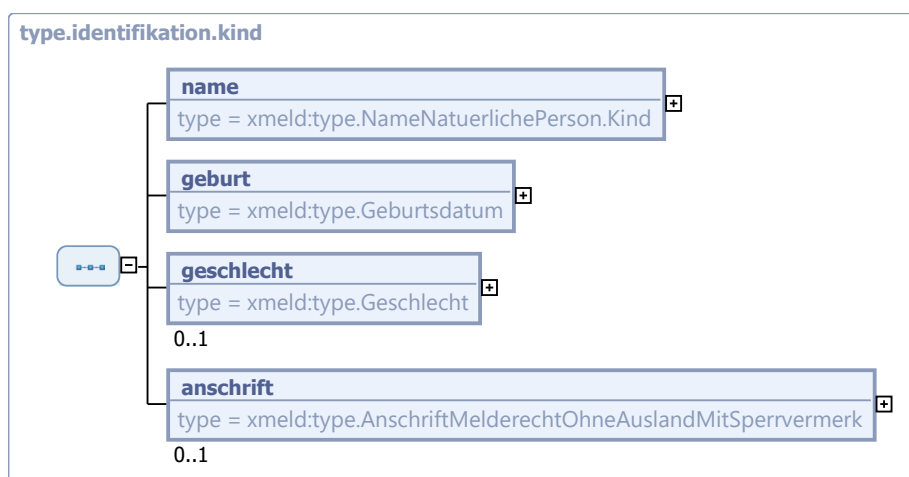 type.identifikation.kind
name
type = xmeld:type.NameNatuerlichePerson.Kind
geburt
type = xmeld:type.Geburtsdatum
geschlecht
type = xmeld:type.Geschlecht
0..1
anschrift
type = xmeld:type.AnschriftMelderechtOhneAuslandMitSperrvermerk
0..1